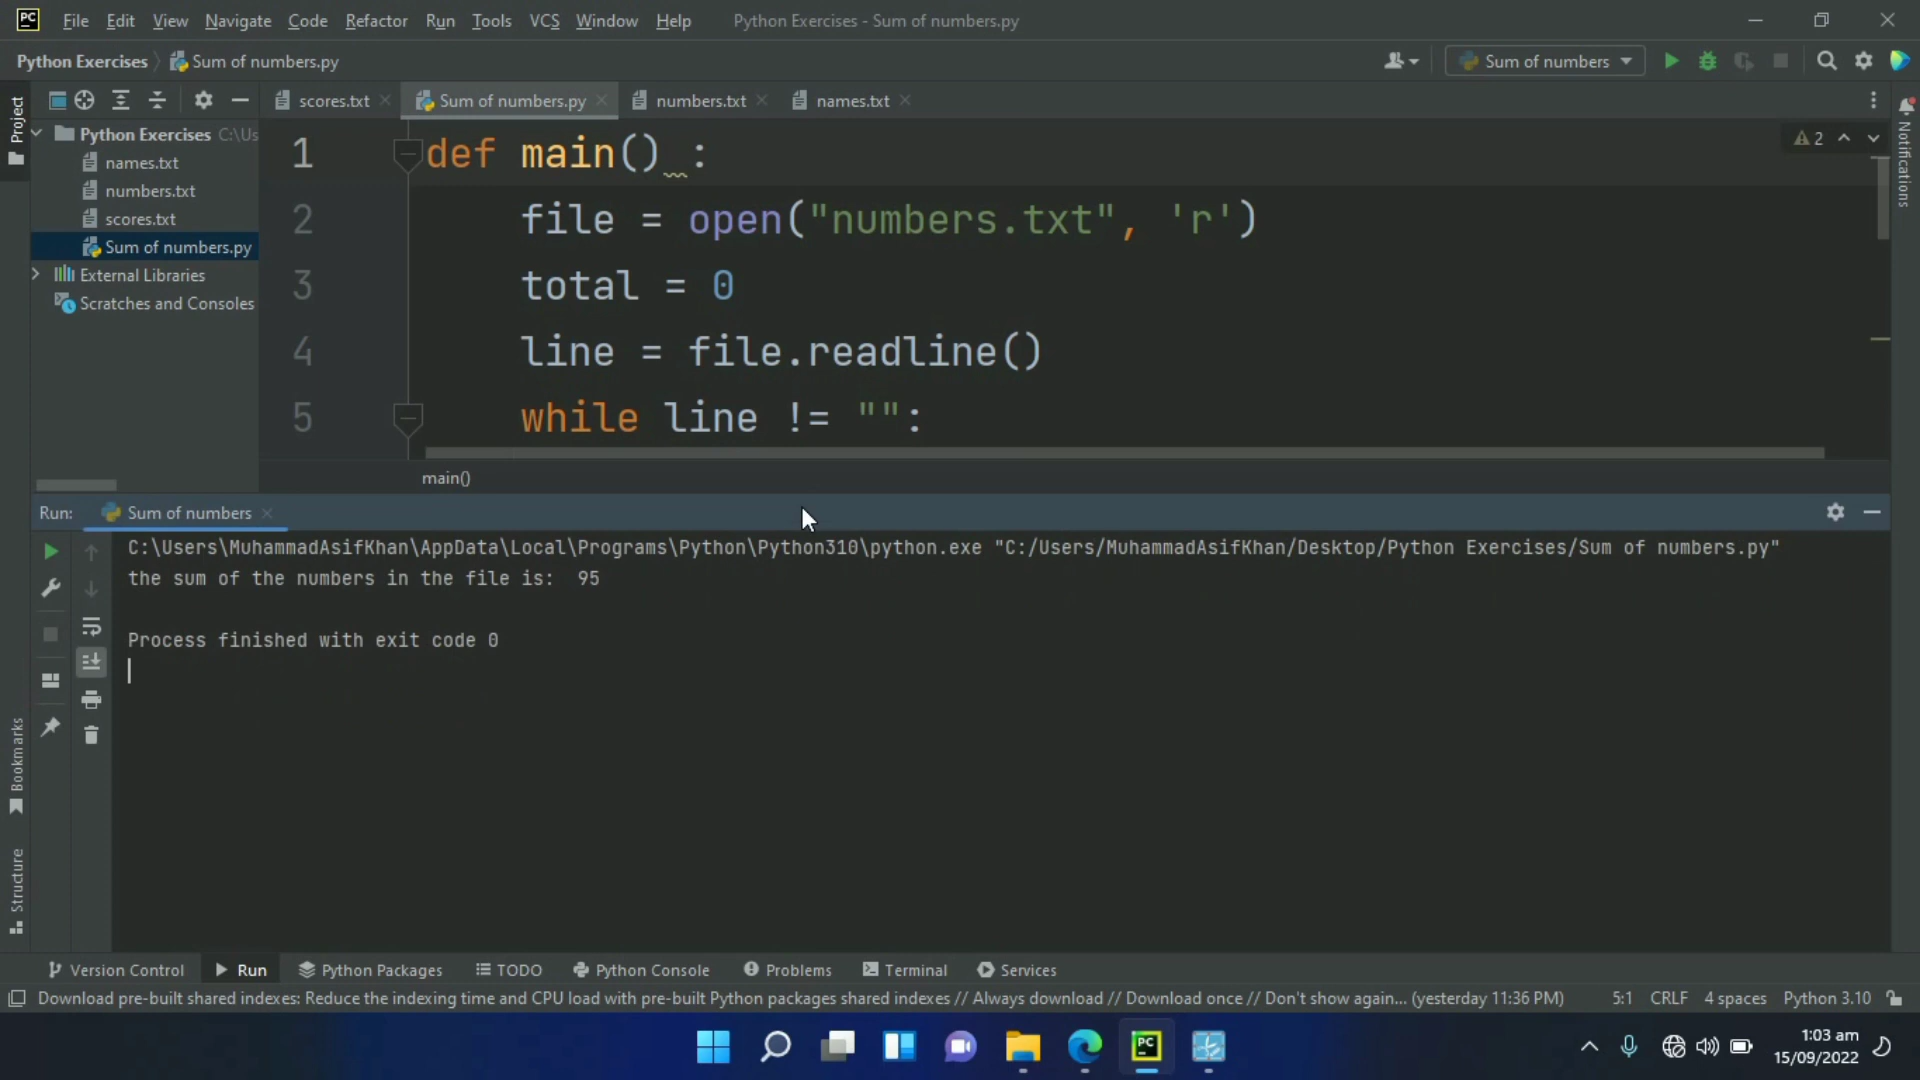 PC File Edit View Navigate Code Refactor Run Tools VCS Window Help Python Exercises - Sum of numbers.py
Python Exercises Sum of numbers.py Sum of numbers
Project
scores.txt Sum of numbers.py numbers.txt names.txt
Python Exercises C:\Us
names.txt
numbers.txt
scores.txt
Sum of numbers.py
External Libraries
Scratches and Consoles
1 def main() :
2 file = open("numbers.txt", 'r')
3 total = 0
4 line = file.readline()
5 while line != "":
2
Notifications
main()
Run: Sum of numbers
C:\Users\MuhammadAsifKhan\AppData\Local\Programs\Python\Python310\python.exe "C:/Users/MuhammadAsifKhan/Desktop/Python Exercises/Sum of numbers.py"
the sum of the numbers in the file is:  95
Process finished with exit code 0
Bookmarks
Structure
Version Control Run Python Packages TODO Python Console Problems Terminal Services
Download pre-built shared indexes: Reduce the indexing time and CPU load with pre-built Python packages shared indexes // Always download // Download once // Don't show again... (yesterday 11:36 PM) 5:1 CRLF 4 spaces Python 3.10
PC
1:03 am
15/09/2022